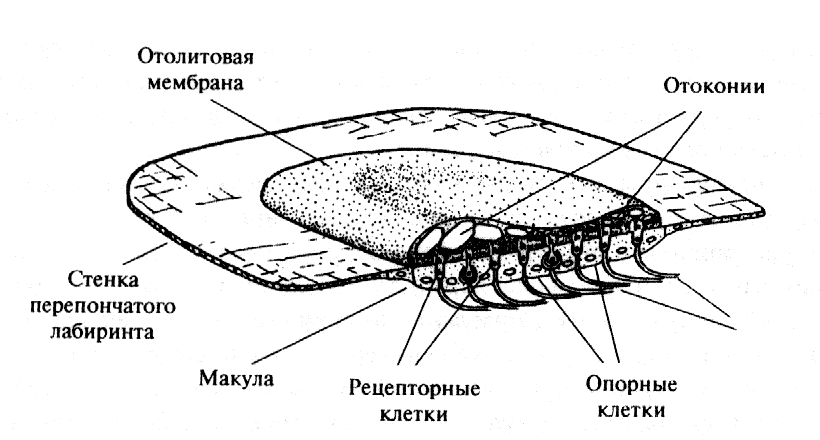 Отолитовая
мембрана
Отоконии
Стенка
перепончатого
лабиринта
Макула
Рецепторные
клетки
Опорные
клетки